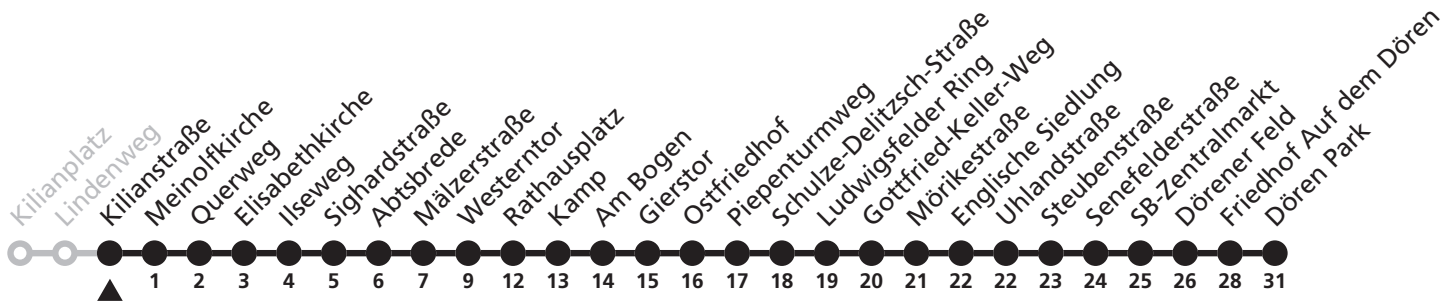 Kilianplatz
Lindenweg
Kilianstraße
Meinolfkirche
Querweg
Elisabethkirche
Ilseweg
Sighardstraße
Abtsbrede
Mälzerstraße
Westerntor
Rathausplatz
Kamp
Am Bogen
Gierstor
Ostfriedhof
Piepenturmweg
Schulze-Delitzsch-Straße
Ludwigsfelder Ring
Gottfried-Keller-Weg
Mörikestraße
Englische Siedlung
Uhlandstraße
Steubenstraße
Senefelderstraße
SB-Zentralmarkt
Dörener Feld
Friedhof Auf dem Dören
Dören Park
1 2 3 4 5 6 7 9 12 13 14 15 16 17 18 19 20 21 22 22 23 24 25 26 28 31